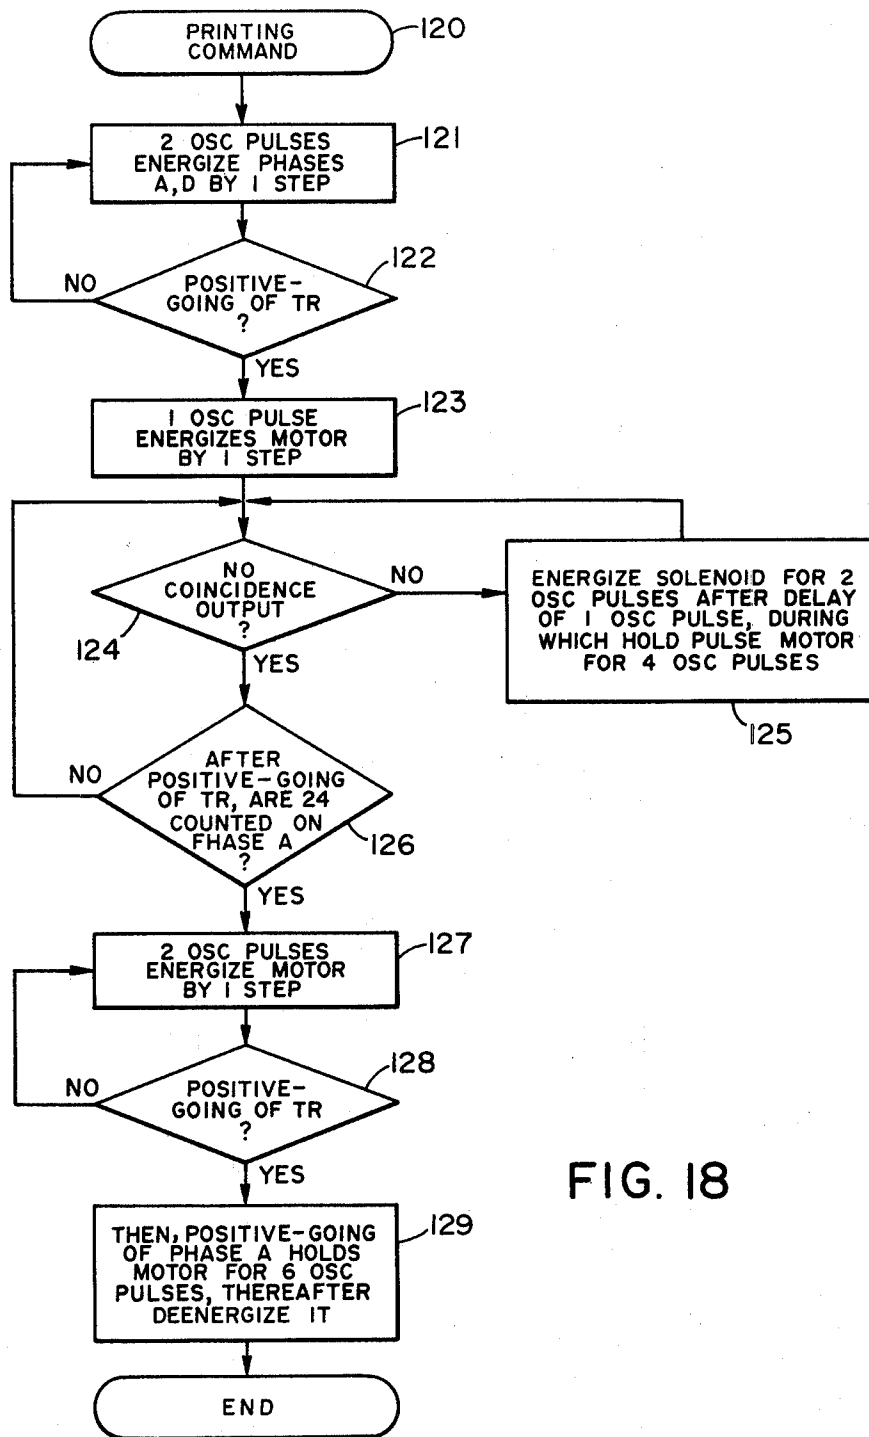 PRINTING
COMMAND
120
2 OSC PULSES
ENERGIZE PHASES
A,D BY 1 STEP
121
POSITIVE-
GOING OF TR
?
122
NO
YES
1 OSC PULSE
ENERGIZES MOTOR
BY 1 STEP
123
NO
COINCIDENCE
OUTPUT
?
124
NO
YES
ENERGIZE SOLENOID FOR 2
OSC PULSES AFTER DELAY
OF 1 OSC PULSE, DURING
WHICH HOLD PULSE MOTOR
FOR 4 OSC PULSES
125
AFTER
POSITIVE-GOING
OF TR, ARE 24
COUNTED ON
FHASE A
?
126
NO
YES
2 OSC PULSES
ENERGIZE MOTOR
BY 1 STEP
127
POSITIVE-
GOING OF TR
?
128
NO
YES
THEN, POSITIVE-GOING
OF PHASE A HOLDS
MOTOR FOR 6 OSC
PULSES, THEREAFTER
DEENERGIZE IT
129
END
FIG. 18